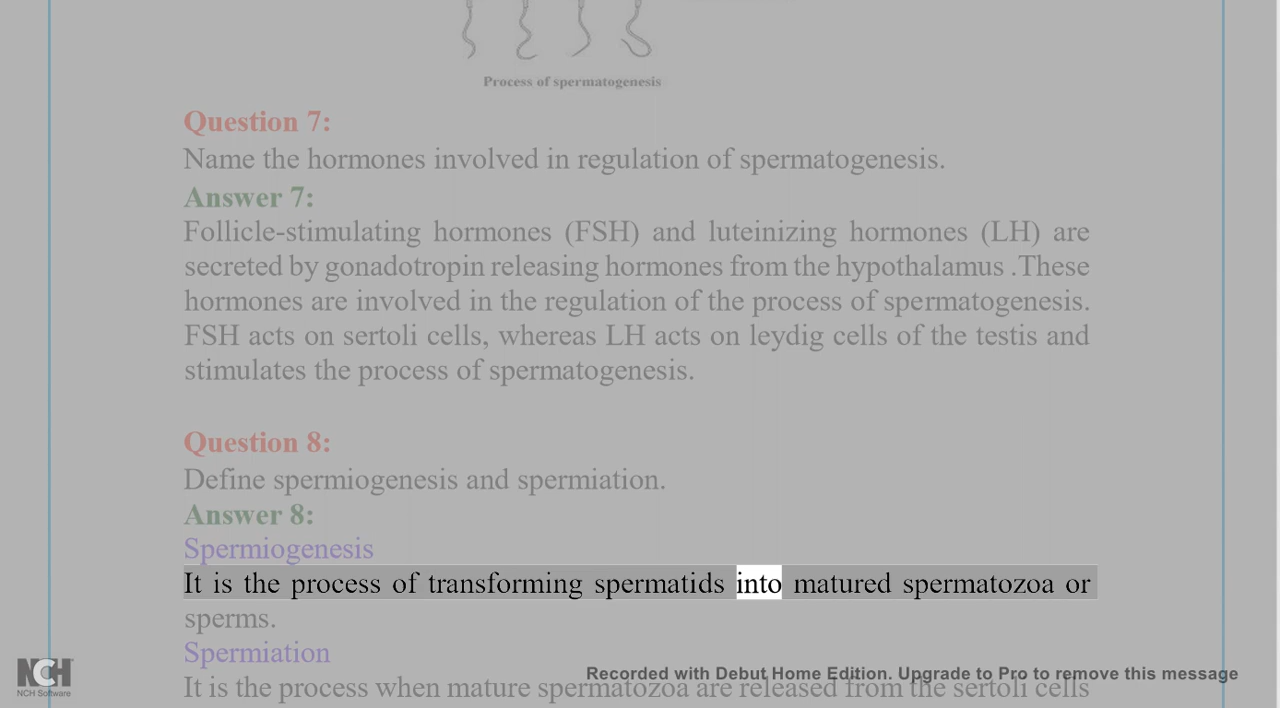 Process of spermatogenesis
Question 7:
Name the hormones involved in regulation of spermatogenesis.
Answer 7:
Follicle-stimulating hormones (FSH) and luteinizing hormones (LH) are
secreted by gonadotropin releasing hormones from the hypothalamus .These
hormones are involved in the regulation of the process of spermatogenesis.
FSH acts on sertoli cells, whereas LH acts on leydig cells of the testis and
stimulates the process of spermatogenesis.
Question 8:
Define spermiogenesis and spermiation.
Answer 8:
Spermiogenesis
It is the process of transforming spermatids into matured spermatozoa or
sperms.
Spermiation
It is the process when mature spermatozoa are released from the sertoli cells
NCH
NCH Software
Recorded with Debut Home Edition. Upgrade to Pro to remove this message